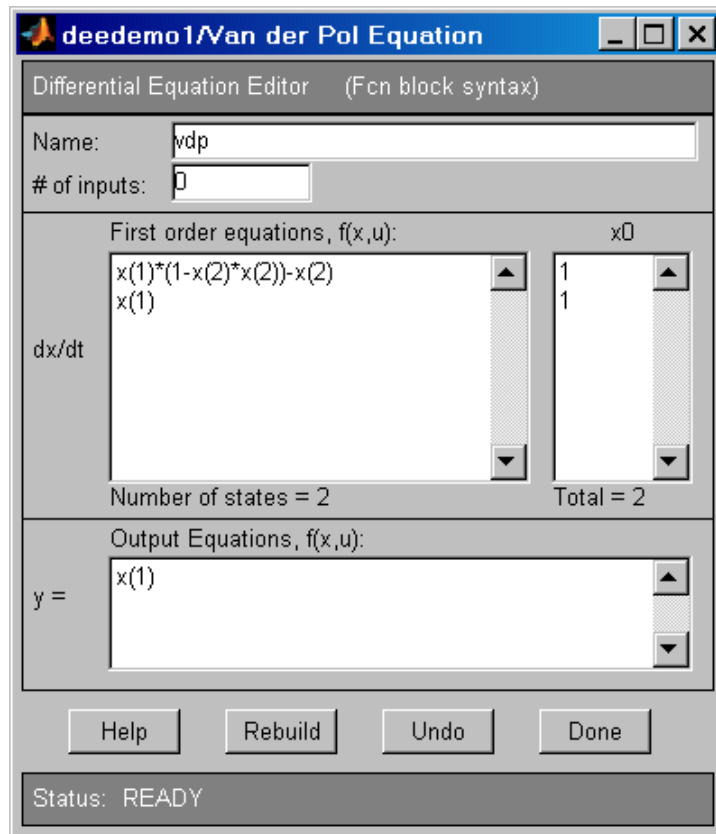 deedemo1/Van der Pol Equation
Differential Equation Editor (Fcn block syntax)
Name: vdp
# of inputs: 0
First order equations, f(x,u): x0
x(1)*(1-x(2)*x(2))-x(2) 1
x(1) 1
dx/dt
Number of states = 2 Total = 2
Output Equations, f(x,u):
x(1)
y =
Help Rebuild Undo Done
Status: READY